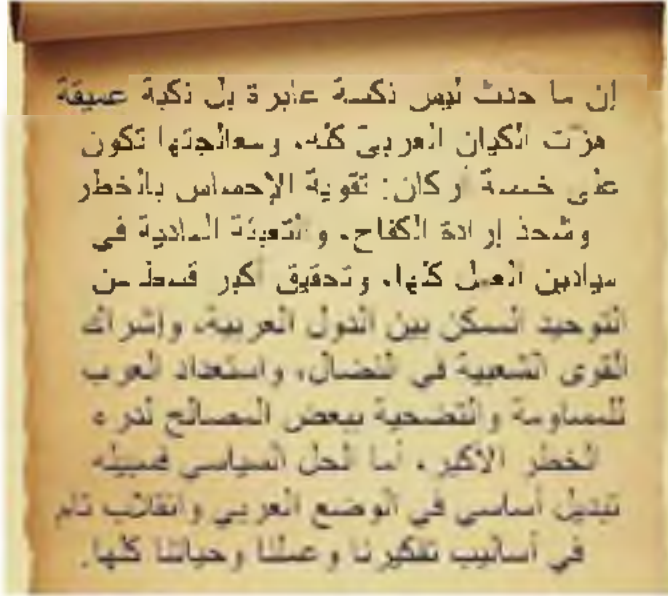 إن ما حدث ليس نكسة عابرة بل نكبة عميقة
هزّت الكيان العربيّ كله، ومعالجتها تكون
على خمسة أركان: تقوية الإحساس بالخطر
وشحذ إرادة الكفاح، والتعبئة المادية في
ميادين العمل كلها، وتحقيق أكبر قسط من
التوحيد الممكن بين الدول العربية، وإشراك
القوى الشعبية في النضال، واستعداد العرب
للمساومة والتضحية ببعض المصالح لدرء
الخطر الأكبر، أما الحل السياسي فسبيله
تبديل أساسي في الوضع العربي وانقلاب تام
في أساليب تفكيرنا وعملنا وحياتنا كلها.